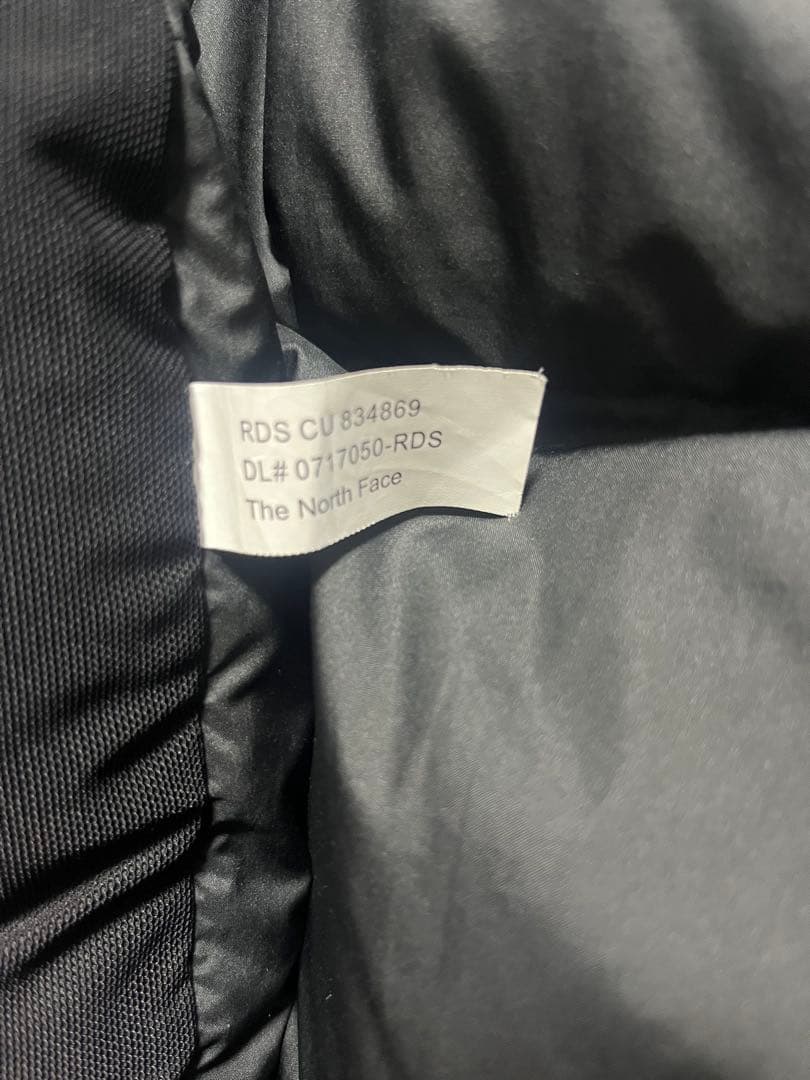 RDS CU 834869
DL# 0717050-RDS
The North Face